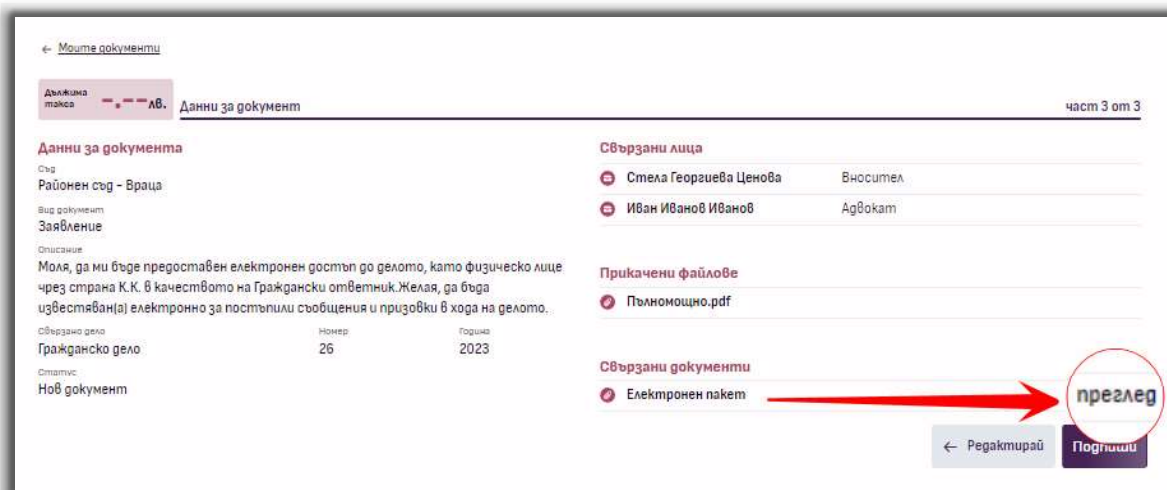 ← Моите документи
Дължима
такса
-.--лв.
Данни за документ
част 3 от 3
Данни за документа
Съд
Районен съд - Враца
Вид документ
Заявление
Описание
Моля, да ми бъде предоставен електронен достъп до делото, като физическо лице
чрез страна К.К. в качеството на Граждански ответник.Желая, да бъда
известяван(а) електронно за постъпили съобщения и призовки в хода на делото.
Свързано дело Номер Година
Гражданско дело 26 2023
Статус
Нов документ
Свързани лица
Стела Георгиева Ценова Вносител
Иван Иванов Иванов Адвокат
Прикачени файлове
Пълномощно.pdf
Свързани документи
Електронен пакет преглед
← Редактирай Подпиши